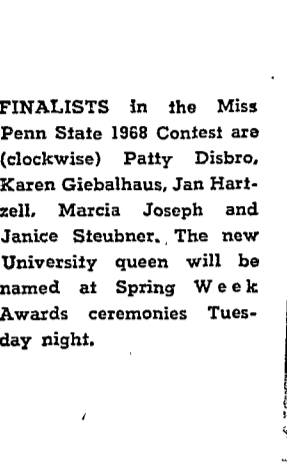 FINALISTS in the Miss
Penn State 1968 Contest are
(clockwise) Patty Disbro,
Karen Giebalhaus, Jan Hart-
zell, Marcia Joseph and
Janice Steubner. The new
University queen will be
named at Spring Week
Awards ceremonies Tues-
day night.